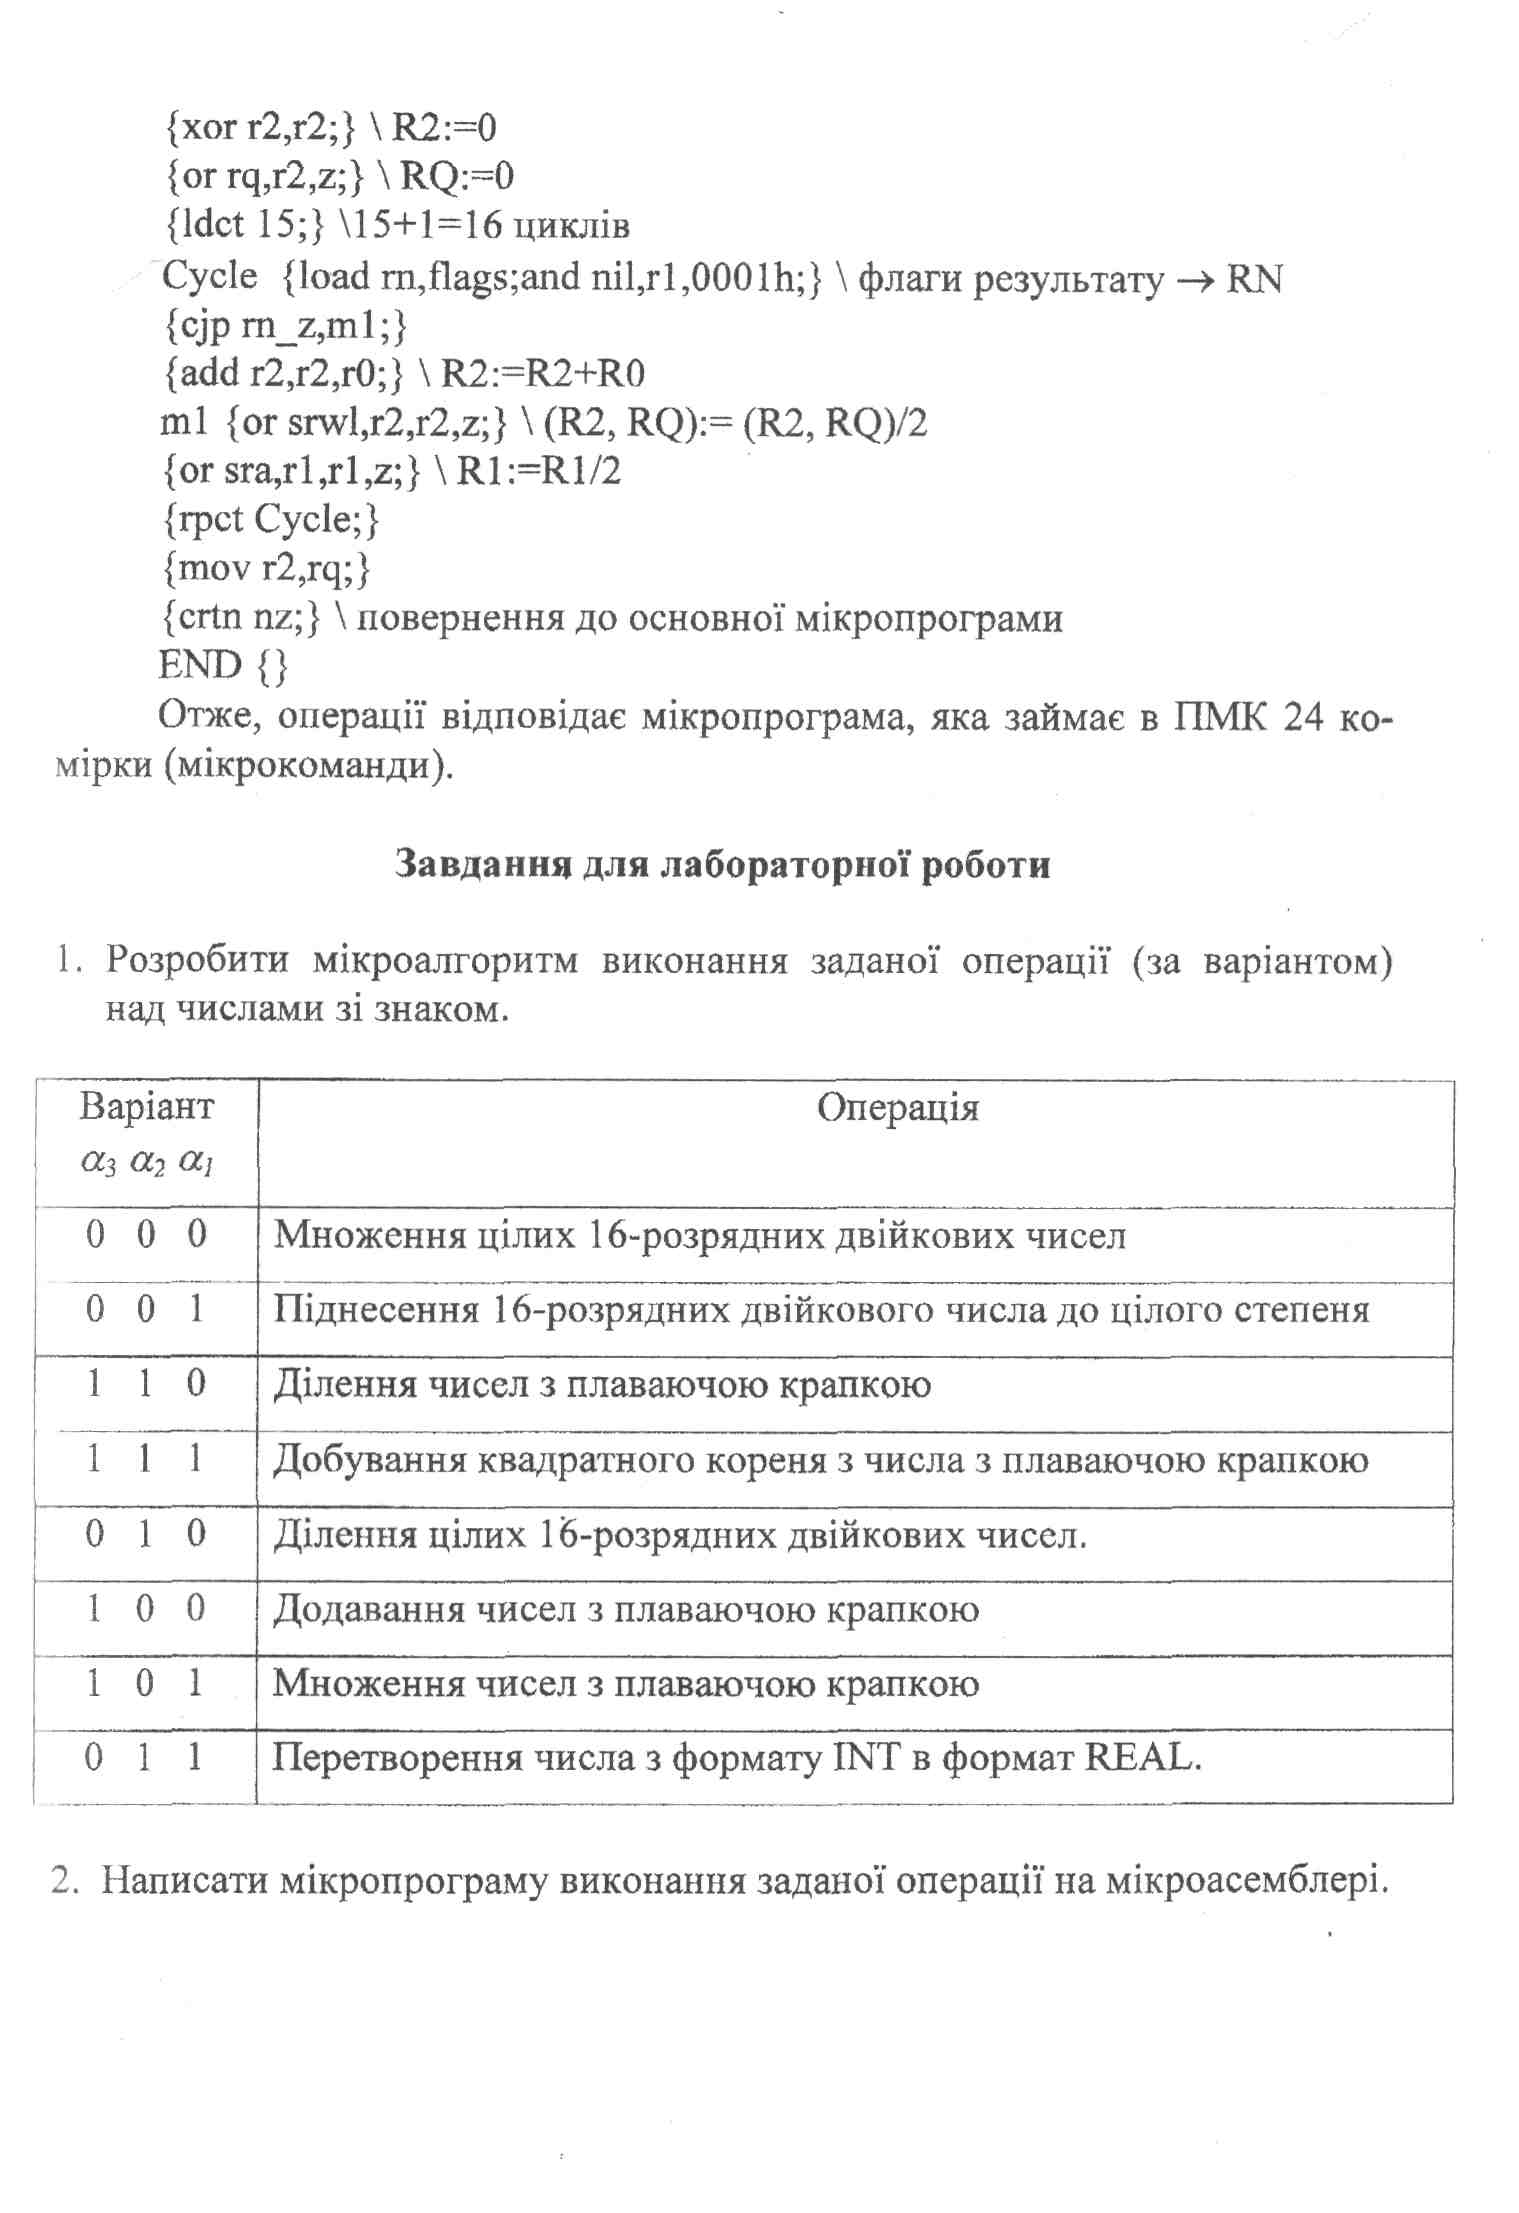 {xor r2,r2;} \ R2:=0
{or rq,r2,z;} \ RQ:=0
{ldct 15;} \15+1=16 циклів
Cycle {load rn,flags;and nil,r1,0001h;} \ флаги результату → RN
{cjp rn_z,m1;}
{add r2,r2,r0;} \ R2:=R2+R0
m1 {or srwl,r2,r2,z;} \ (R2, RQ):= (R2, RQ)/2
{or sra,r1,r1,z;} \ R1:=R1/2
{rpct Cycle;}
{mov r2,rq;}
{crtn nz;} \ повернення до основної мікропрограми
END {}
Отже, операції відповідає мікропрограма, яка займає в ПМК 24 ко-
мірки (мікрокоманди).
Завдання для лабораторної роботи
1. Розробити мікроалгоритм виконання заданої операції (за варіантом)
над числами зі знаком.
Варіант Операція
α3 α2 α1
0 0 0 Множення цілих 16-розрядних двійкових чисел
0 0 1 Піднесення 16-розрядних двійкового числа до цілого степеня
1 1 0 Ділення чисел з плаваючою крапкою
1 1 1 Добування квадратного кореня з числа з плаваючою крапкою
0 1 0 Ділення цілих 16-розрядних двійкових чисел.
1 0 0 Додавання чисел з плаваючою крапкою
1 0 1 Множення чисел з плаваючою крапкою
0 1 1 Перетворення числа з формату INT в формат REAL.
2. Написати мікропрограму виконання заданої операції на мікроасемблері.